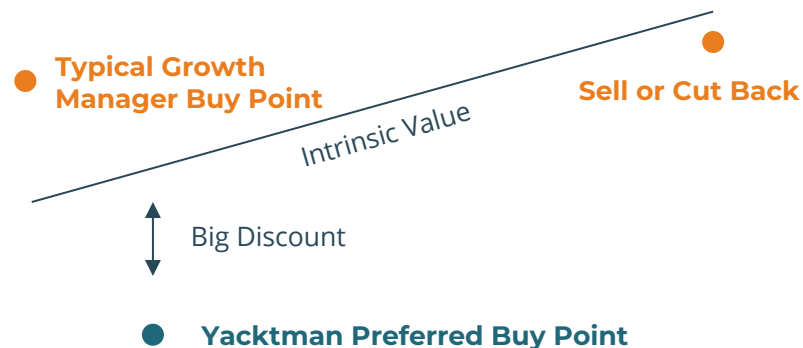 Typical Growth
Manager Buy Point
Sell or Cut Back
Intrinsic Value
Big Discount
Yacktman Preferred Buy Point